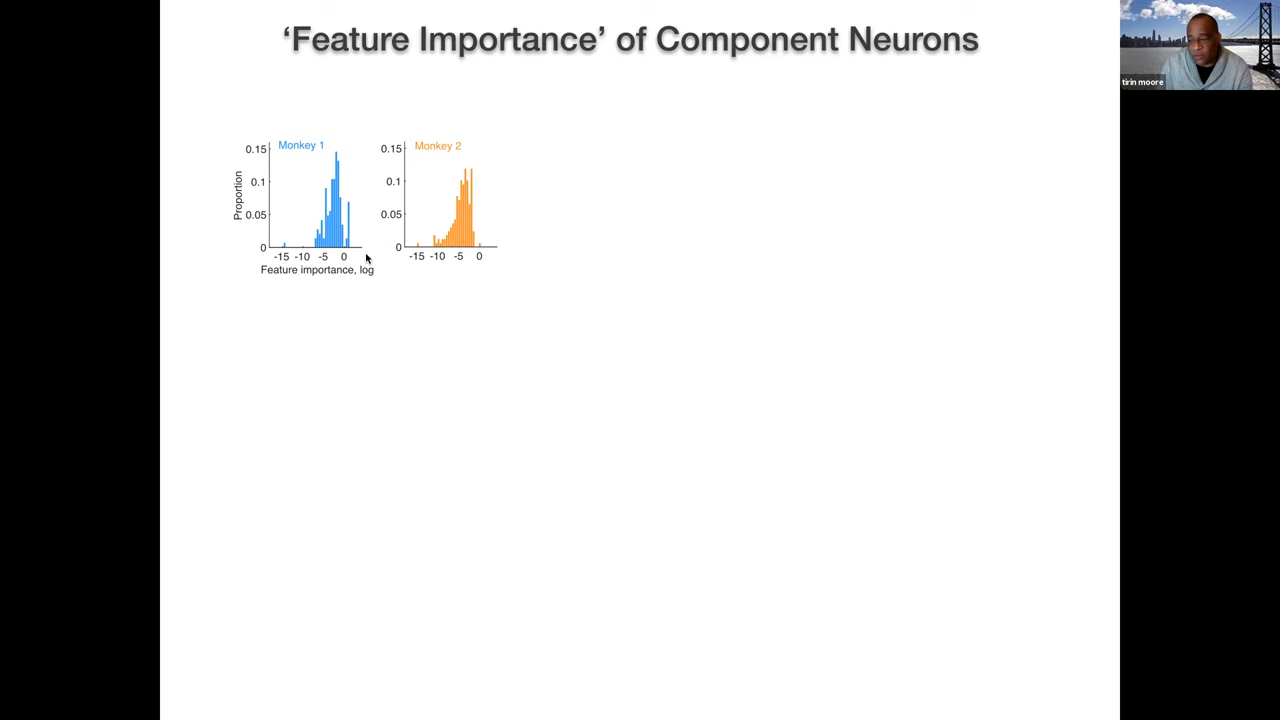 ‘Feature Importance’ of Component Neurons
tirin moore
Monkey 1
0.15
0.1
0.05
0
Proportion
-15 -10 -5 0
Feature importance, log
Monkey 2
0.15
0.1
0.05
0
-15 -10 -5 0